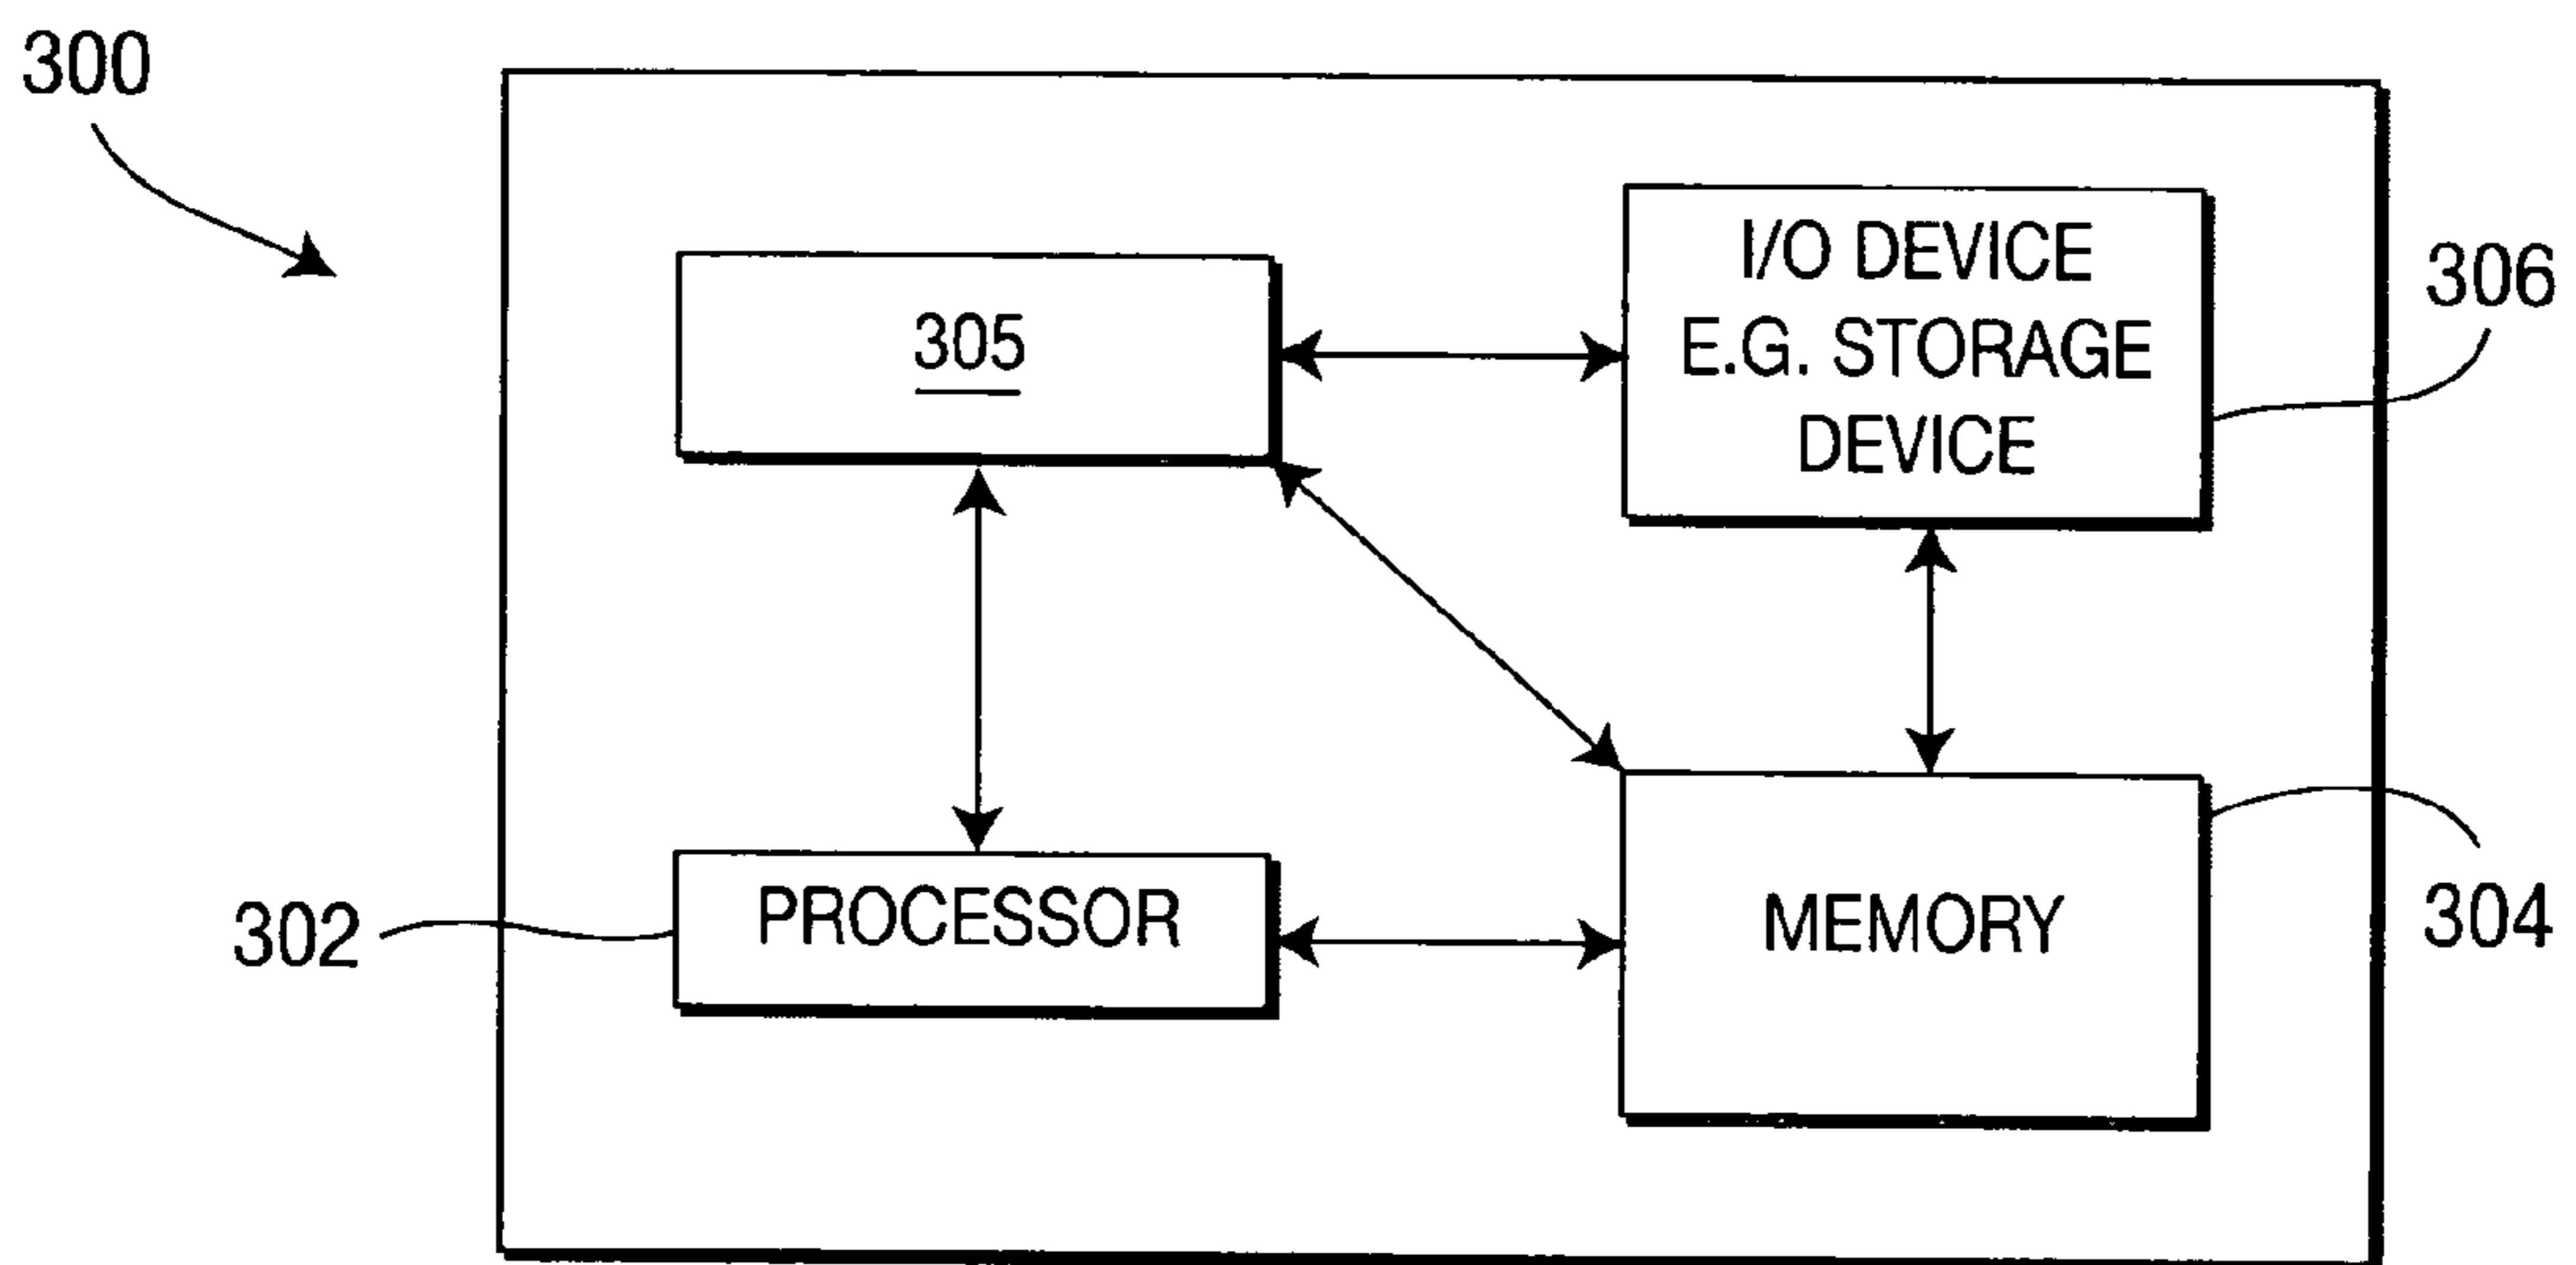 300
I/O DEVICE
E.G. STORAGE
DEVICE
306
305
PROCESSOR
302
MEMORY
304